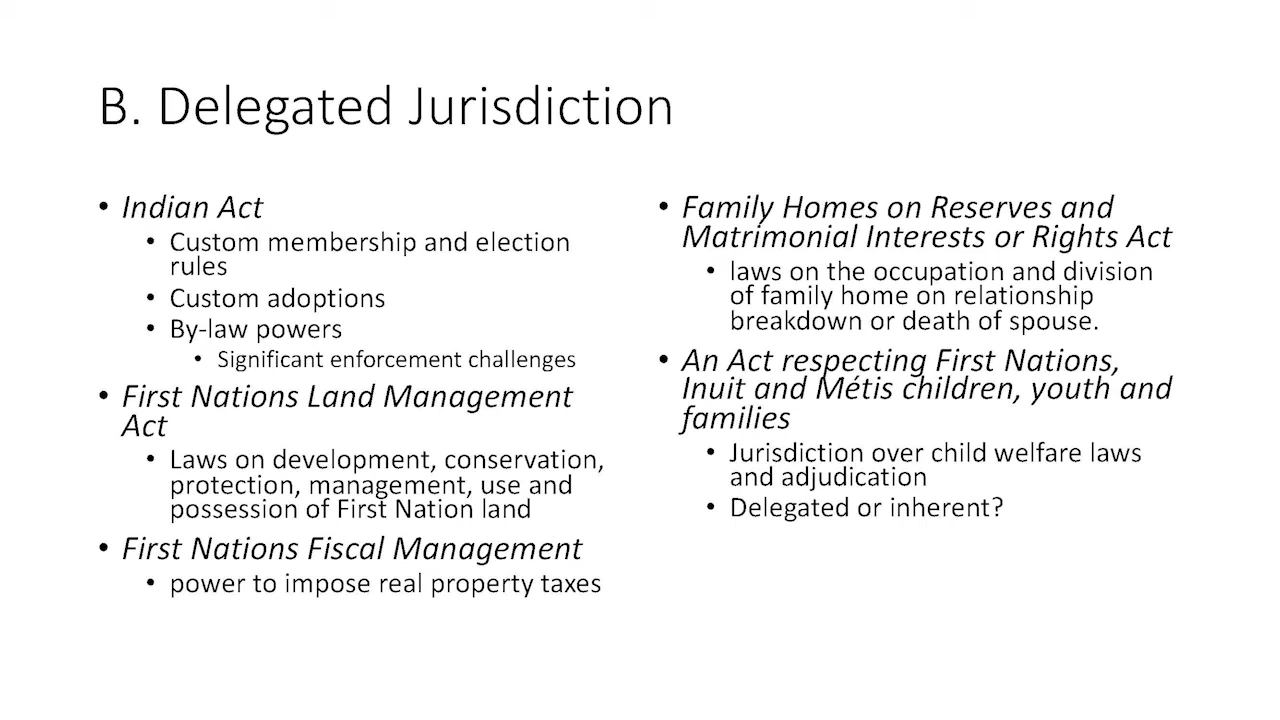 B. Delegated Jurisdiction
• Indian Act
• Custom membership and election
rules
• Custom adoptions
• By-law powers
• Significant enforcement challenges
• First Nations Land Management
Act
• Laws on development, conservation,
protection, management, use and
possession of First Nation land
• First Nations Fiscal Management
• power to impose real property taxes
• Family Homes on Reserves and
Matrimonial Interests or Rights Act
• laws on the occupation and division
of family home on relationship
breakdown or death of spouse.
• An Act respecting First Nations,
Inuit and Métis children, youth and
families
• Jurisdiction over child welfare laws
and adjudication
• Delegated or inherent?